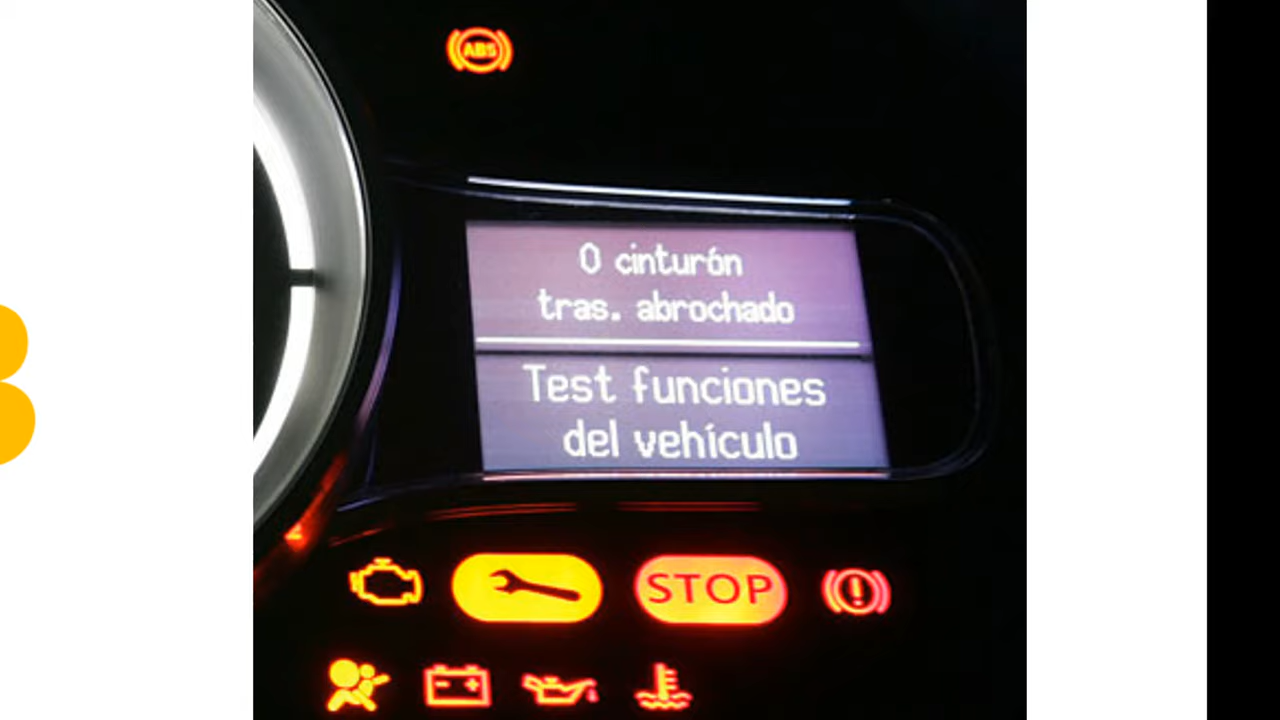 ABS
0 cinturón
tras. abrochado
Test funciones
del vehículo
STOP